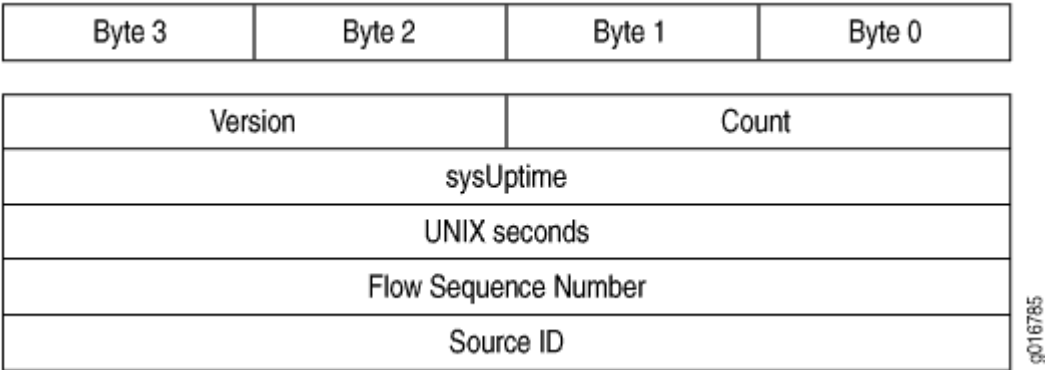 Byte 3 Byte 2 Byte 1 Byte 0
Version Count
sysUptime
UNIX seconds
Flow Sequence Number
Source ID
g016785